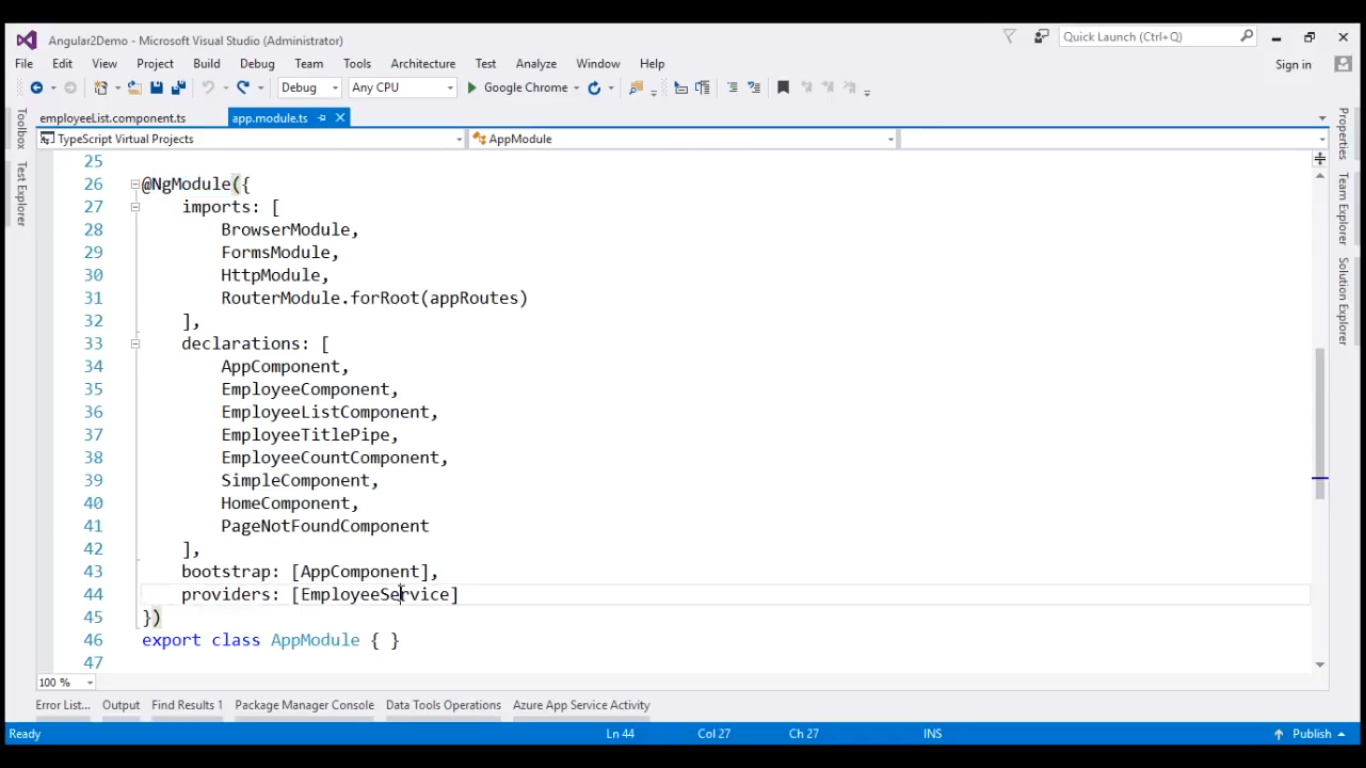 Angular2Demo - Microsoft Visual Studio (Administrator)
Quick Launch (Ctrl+Q)
File Edit View Project Build Debug Team Tools Architecture Test Analyze Window Help
Sign in
Debug Any CPU Google Chrome
employeeList.component.ts app.module.ts
TypeScript Virtual Projects AppModule
Toolbox
Test Explorer
25
26 @NgModule({
27 imports: [
28 BrowserModule,
29 FormsModule,
30 HttpModule,
31 RouterModule.forRoot(appRoutes)
32 ],
33 declarations: [
34 AppComponent,
35 EmployeeComponent,
36 EmployeeListComponent,
37 EmployeeTitlePipe,
38 EmployeeCountComponent,
39 SimpleComponent,
40 HomeComponent,
41 PageNotFoundComponent
42 ],
43 bootstrap: [AppComponent],
44 providers: [EmployeeService]
45 })
46 export class AppModule { }
47
Properties
Team Explorer
Solution Explorer
100 %
Error List... Output Find Results 1 Package Manager Console Data Tools Operations Azure App Service Activity
Ready Ln 44 Col 27 Ch 27 INS Publish